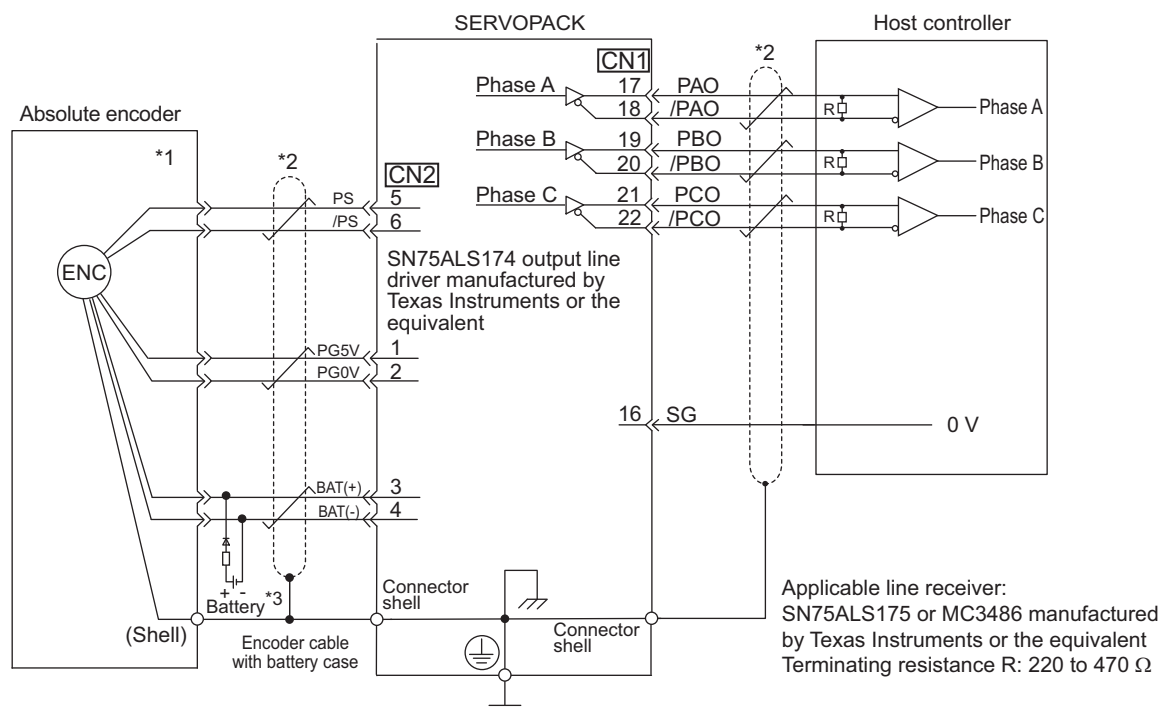 SERVOPACK
Host controller
CN1
*2
Phase A
17
PAO
18
/PAO
R
Phase A
Absolute encoder
Phase B
19
PBO
20
/PBO
R
Phase B
*1
*2
CN2
Phase C
21
PCO
22
/PCO
R
Phase C
PS
5
/PS
6
ENC
SN75ALS174 output line
driver manufactured by
Texas Instruments or the
equivalent
PG5V
1
PG0V
2
16
SG
0 V
BAT(+)
3
BAT(-)
4
+ -
Battery
*3
Connector
shell
(Shell)
Encoder cable
with battery case
Connector
shell
Applicable line receiver:
SN75ALS175 or MC3486 manufactured
by Texas Instruments or the equivalent
Terminating resistance R: 220 to 470 Ω